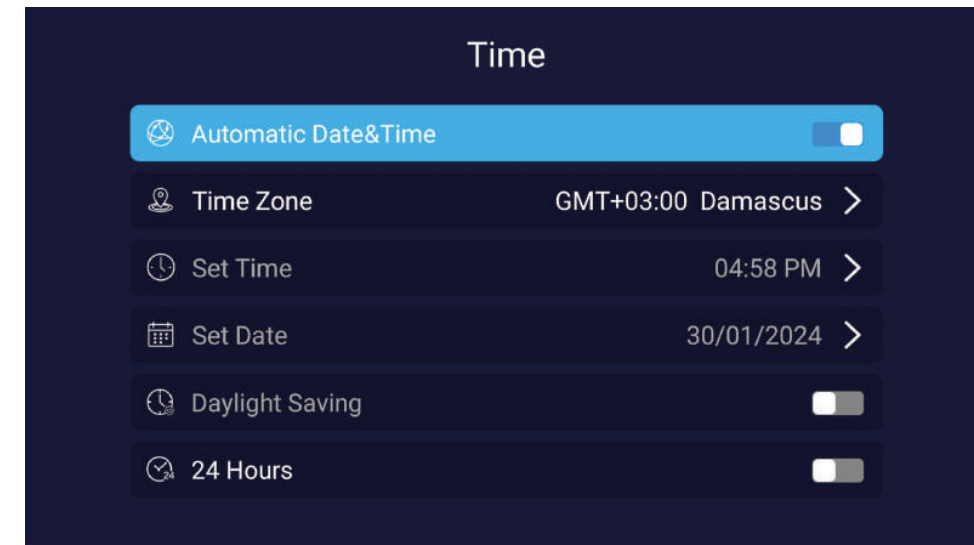 Time
Automatic Date&Time
Time Zone GMT+03:00 Damascus
Set Time 04:58 PM
Set Date 30/01/2024
Daylight Saving
24 Hours